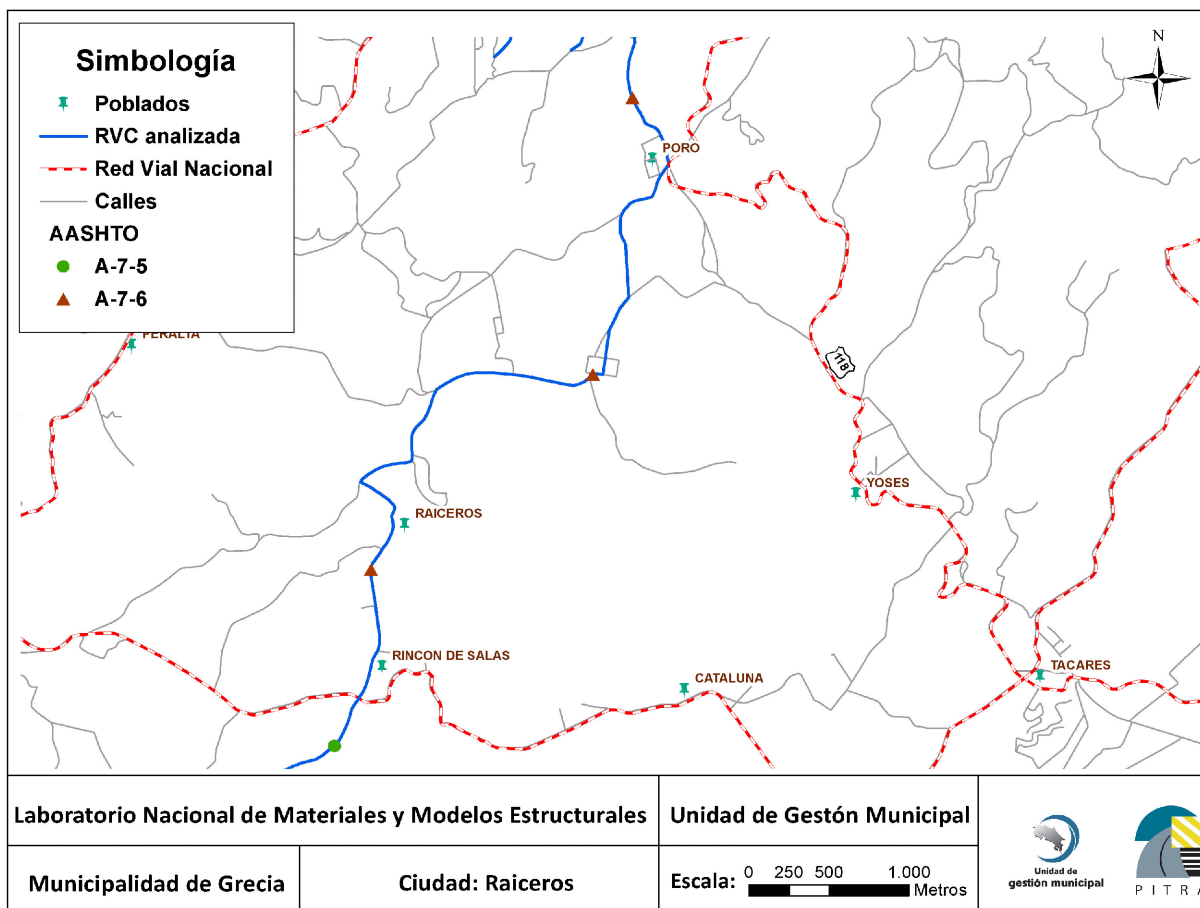 Simbología
Poblados
RVC analizada
Red Vial Nacional
Calles
AASHTO
A-7-5
A-7-6
N
PORO
PERALTA
118
YOSES
RAICEROS
RINCON DE SALAS
CATALUNA
TACARES
Laboratorio Nacional de Materiales y Modelos Estructurales
Unidad de Gestón Municipal
Municipalidad de Grecia
Ciudad: Raiceros
Escala: 0 250 500 1.000
Metros
Unidad de
gestión municipal
PITRA